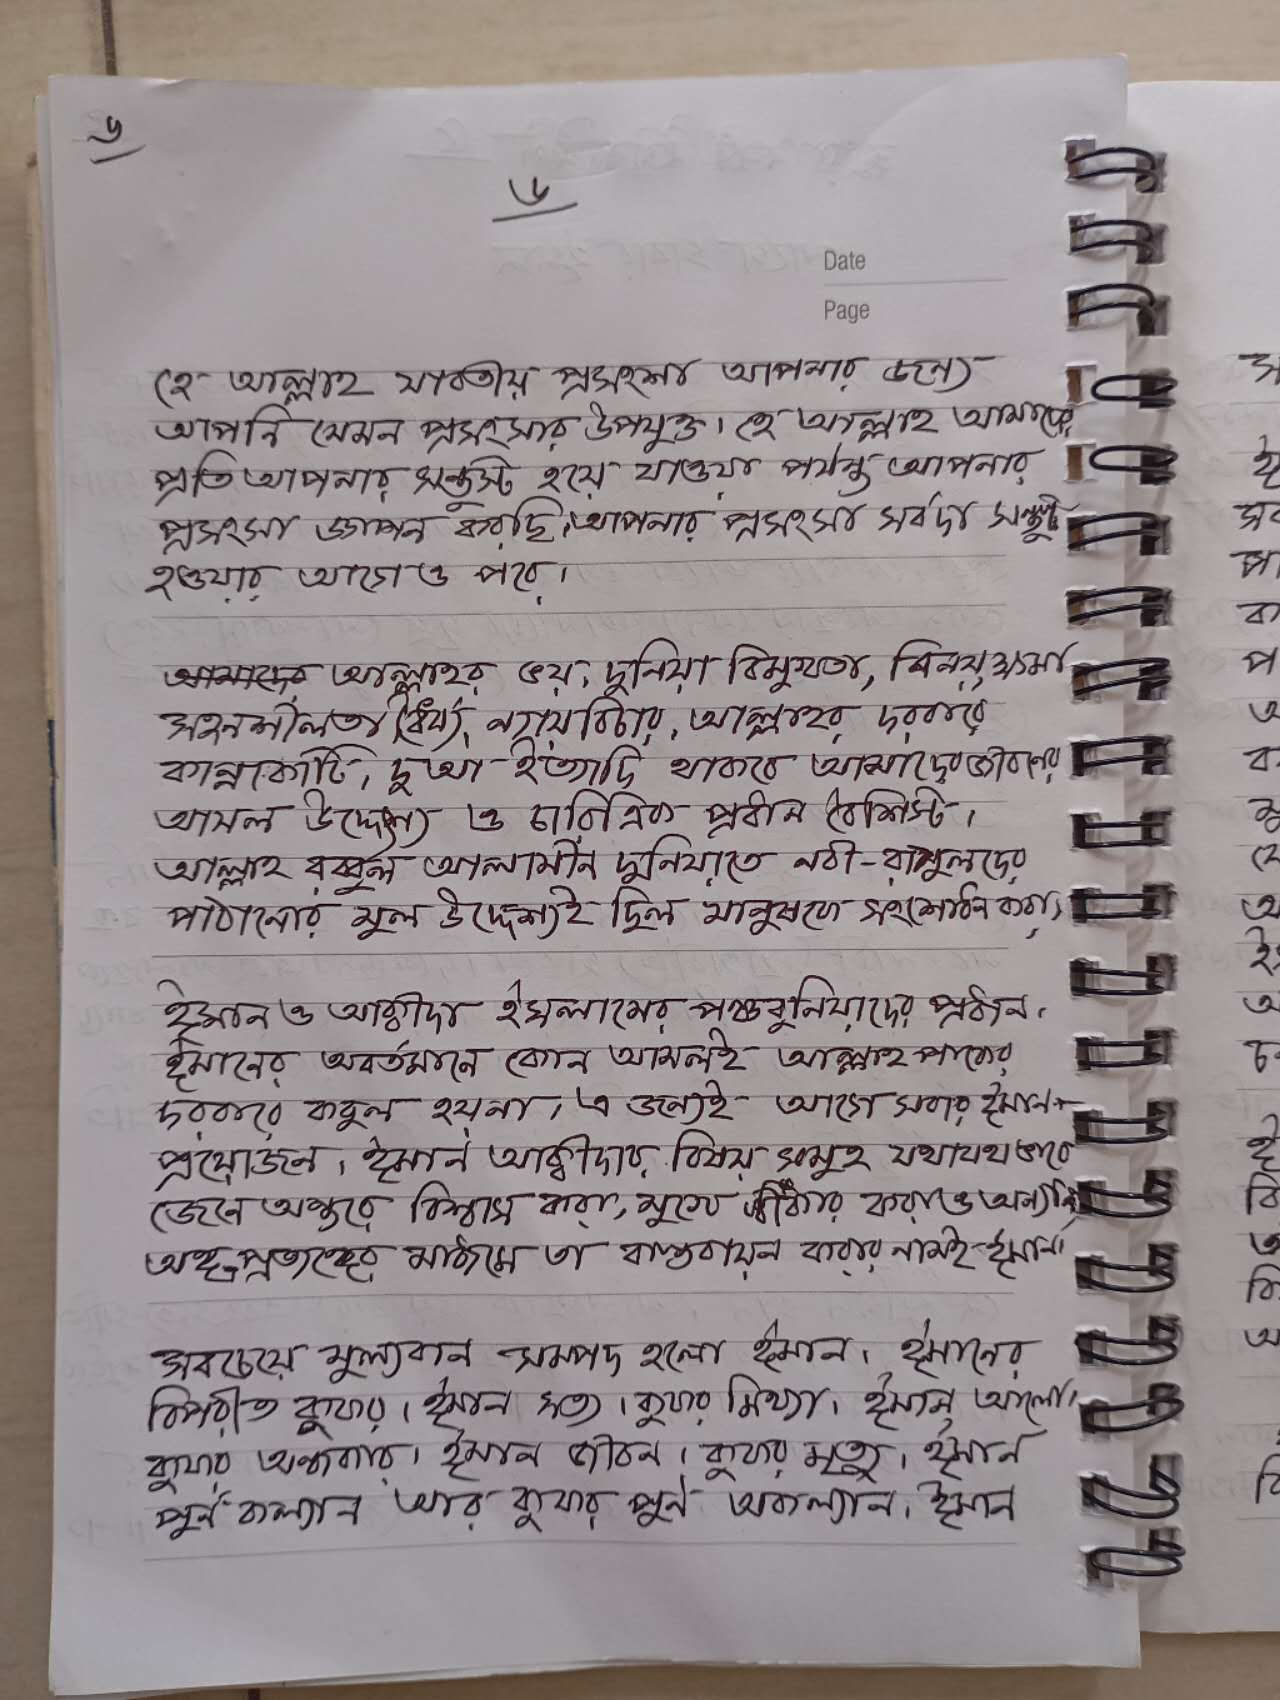 ৬
৬
Date
Page
হে আল্লাহ যাবতীয় প্রসংশা আপনার জন্যে
আপনি যেমন প্রসংসার উপযুক্ত। হে আল্লাহ আমাদের
প্রতি আপনার সন্তুস্ট হয়ে যাওয়া পর্যন্ত আপনার
প্রসংসা জ্ঞাপন করছি। আপনার প্রসংসা সর্বদা সন্তুষ্ট
হওয়ার আগে ও পরে।
আমাদের আল্লাহর ভয়, দুনিয়া বিমুখতা, বিনয়, ক্ষমা
সহনশীলতা, ধৈর্য্য, ন্যায়বিচার, আল্লাহর দরবারে
কান্নকাটি, দুআ ইত্যাদি থাকবে আমাদের জীবনের
আসল উদ্দেশ্য ও চারিত্রিক প্রধান বৈশিস্ট।
আল্লাহ রব্বুল আলামীন দুনিয়াতে নবী-রাসুলদের
পাঠানোর মুল উদ্দেশ্যই ছিল মানুষকে সংশোধন করা,
ঈমান ও আক্বীদা ইসলামের পঞ্চবুনিয়াদের প্রধান।
ঈমানের অবর্তমানে কোন আমলই আল্লাহ পাকের
দরবারে কবুল হয়না, এ জন্যেই আগে সবার ঈমান
প্রয়োজন। ঈমান আক্বীদার বিষয় সমুহ যথাযথ ভাবে
জেনে অন্তরে বিশ্বাস করা, মুখে স্বীকার করা ও অন্যান্য
অঙ্গ-প্রত্যঙ্গের মাঠমে তা বাস্তবায়ন করার নামই-ঈমান।
সবচেয়ে মুল্যবান সম্পদ হলো ঈমান। ঈমানের
বিপরীত কুফর। ঈমান সত্য। কুফর মিথ্যা। ঈমান আলো।
কুফর অন্ধকার। ঈমান জীবন। কুফর মৃত্যু। ঈমান
পুর্ন কল্যান আর কুফর পুর্ন অকল্যান। ঈমান